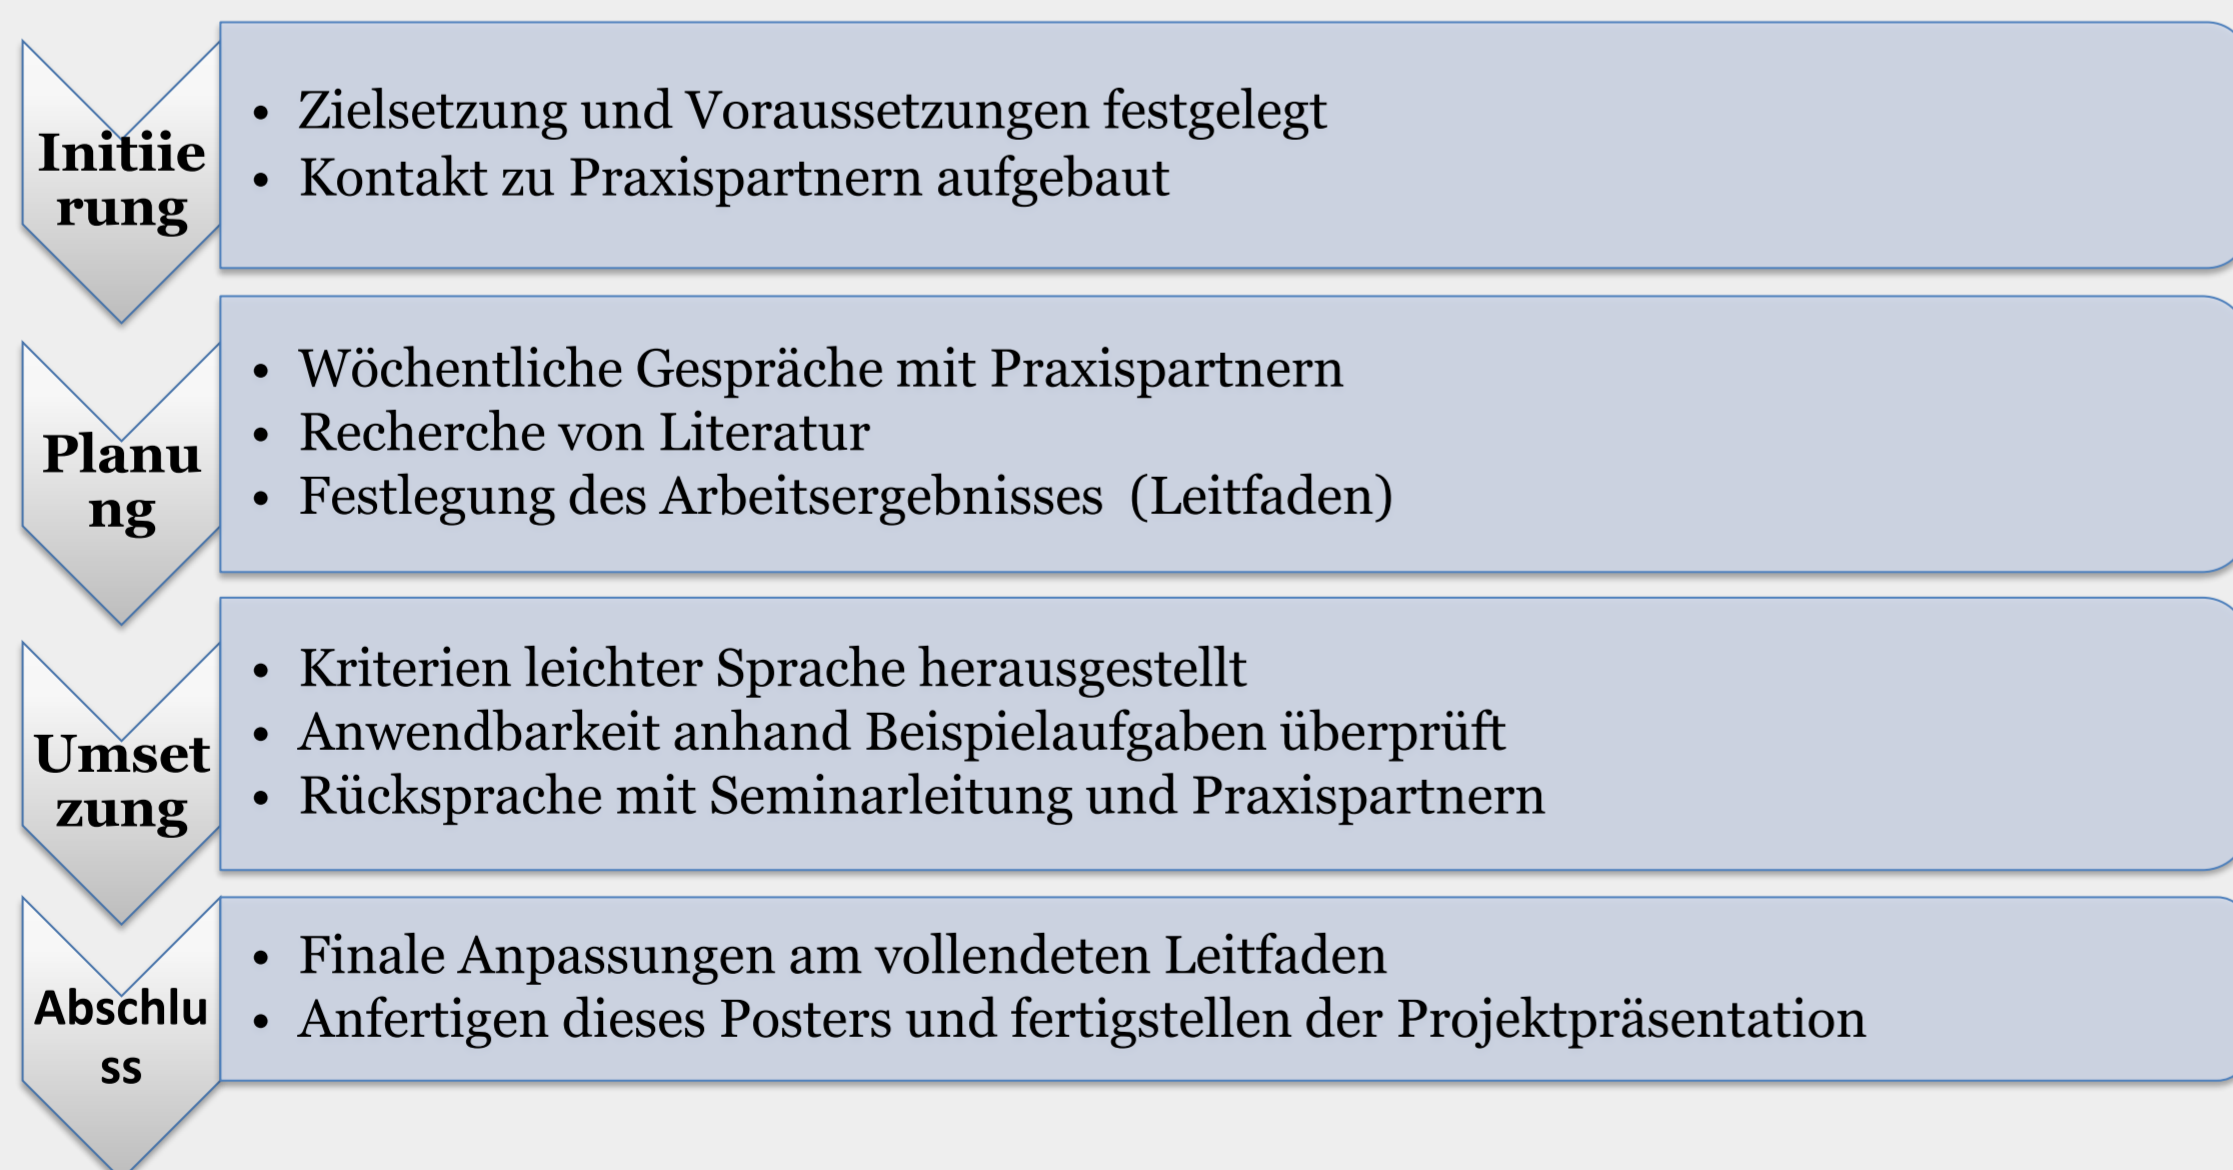 Initiie
rung
• Zielsetzung und Voraussetzungen festgelegt
• Kontakt zu Praxispartnern aufgebaut
Planu
ng
• Wöchentliche Gespräche mit Praxispartnern
• Recherche von Literatur
• Festlegung des Arbeitsergebnisses  (Leitfaden)
Umset
zung
• Kriterien leichter Sprache herausgestellt
• Anwendbarkeit anhand Beispielaufgaben überprüft
• Rücksprache mit Seminarleitung und Praxispartnern
Abschlu
ss
• Finale Anpassungen am vollendeten Leitfaden
• Anfertigen dieses Posters und fertigstellen der Projektpräsentation